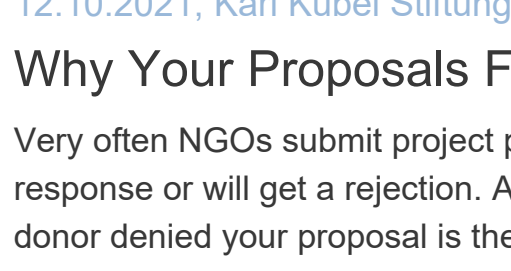 12.10.2021, Karl Kübel Stiftung
Why Your Proposals F
Very often NGOs submit project p
response or will get a rejection. A
donor denied your proposal is the